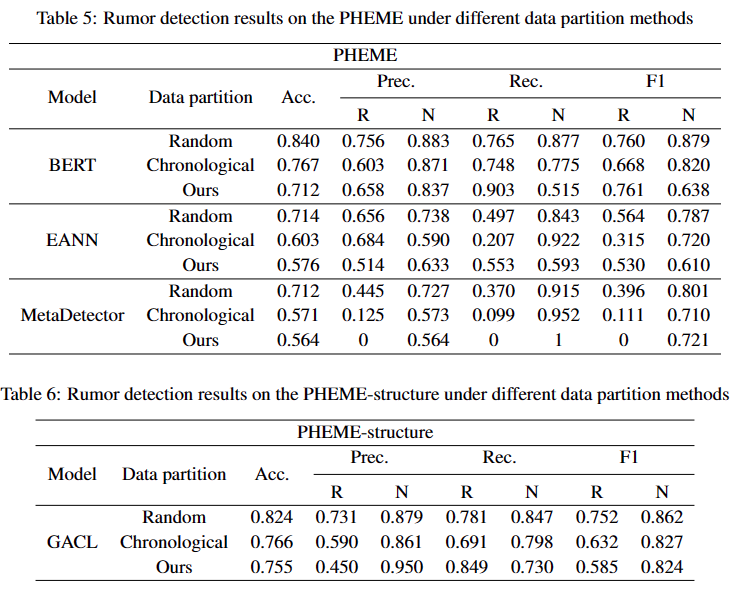 Table 5: Rumor detection results on the PHEME under different data partition methods
PHEME
Model Data partition Acc. Prec. Rec. F1
R N R N R N
BERT Random 0.840 0.756 0.883 0.765 0.877 0.760 0.879
Chronological 0.767 0.603 0.871 0.748 0.775 0.668 0.820
Ours 0.712 0.658 0.837 0.903 0.515 0.761 0.638
EANN Random 0.714 0.656 0.738 0.497 0.843 0.564 0.787
Chronological 0.603 0.684 0.590 0.207 0.922 0.315 0.720
Ours 0.576 0.514 0.633 0.553 0.593 0.530 0.610
MetaDetector Random 0.712 0.445 0.727 0.370 0.915 0.396 0.801
Chronological 0.571 0.125 0.573 0.099 0.952 0.111 0.710
Ours 0.564 0 0.564 0 1 0 0.721
Table 6: Rumor detection results on the PHEME-structure under different data partition methods
PHEME-structure
Model Data partition Acc. Prec. Rec. F1
R N R N R N
GACL Random 0.824 0.731 0.879 0.781 0.847 0.752 0.862
Chronological 0.766 0.590 0.861 0.691 0.798 0.632 0.827
Ours 0.755 0.450 0.950 0.849 0.730 0.585 0.824